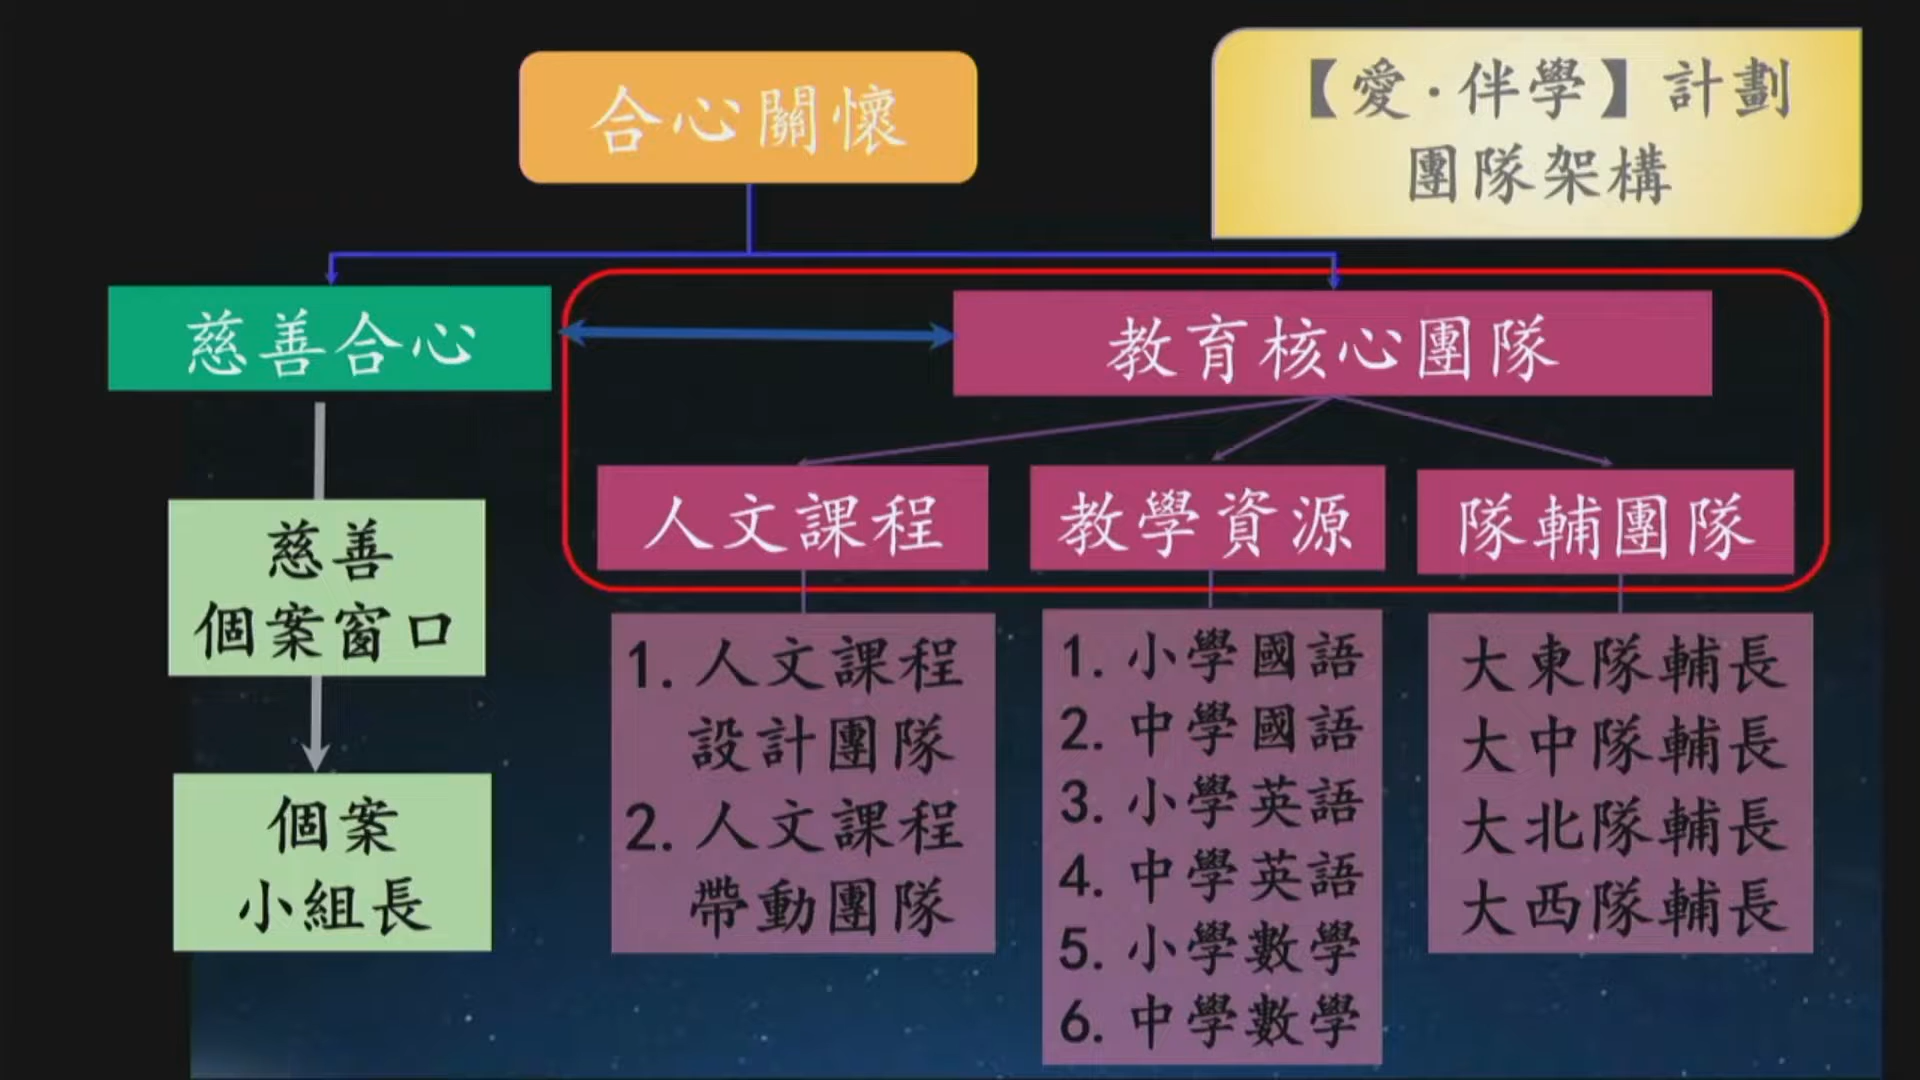 合心關懷
【愛·伴學】計劃
團隊架構
慈善合心
教育核心團隊
慈善
個案窗口
個案
小組長
人文課程
教學資源
隊輔團隊
1. 人文課程
設計團隊
2. 人文課程
帶動團隊
1. 小學國語
2. 中學國語
3. 小學英語
4. 中學英語
5. 小學數學
6. 中學數學
大東隊輔長
大中隊輔長
大北隊輔長
大西隊輔長